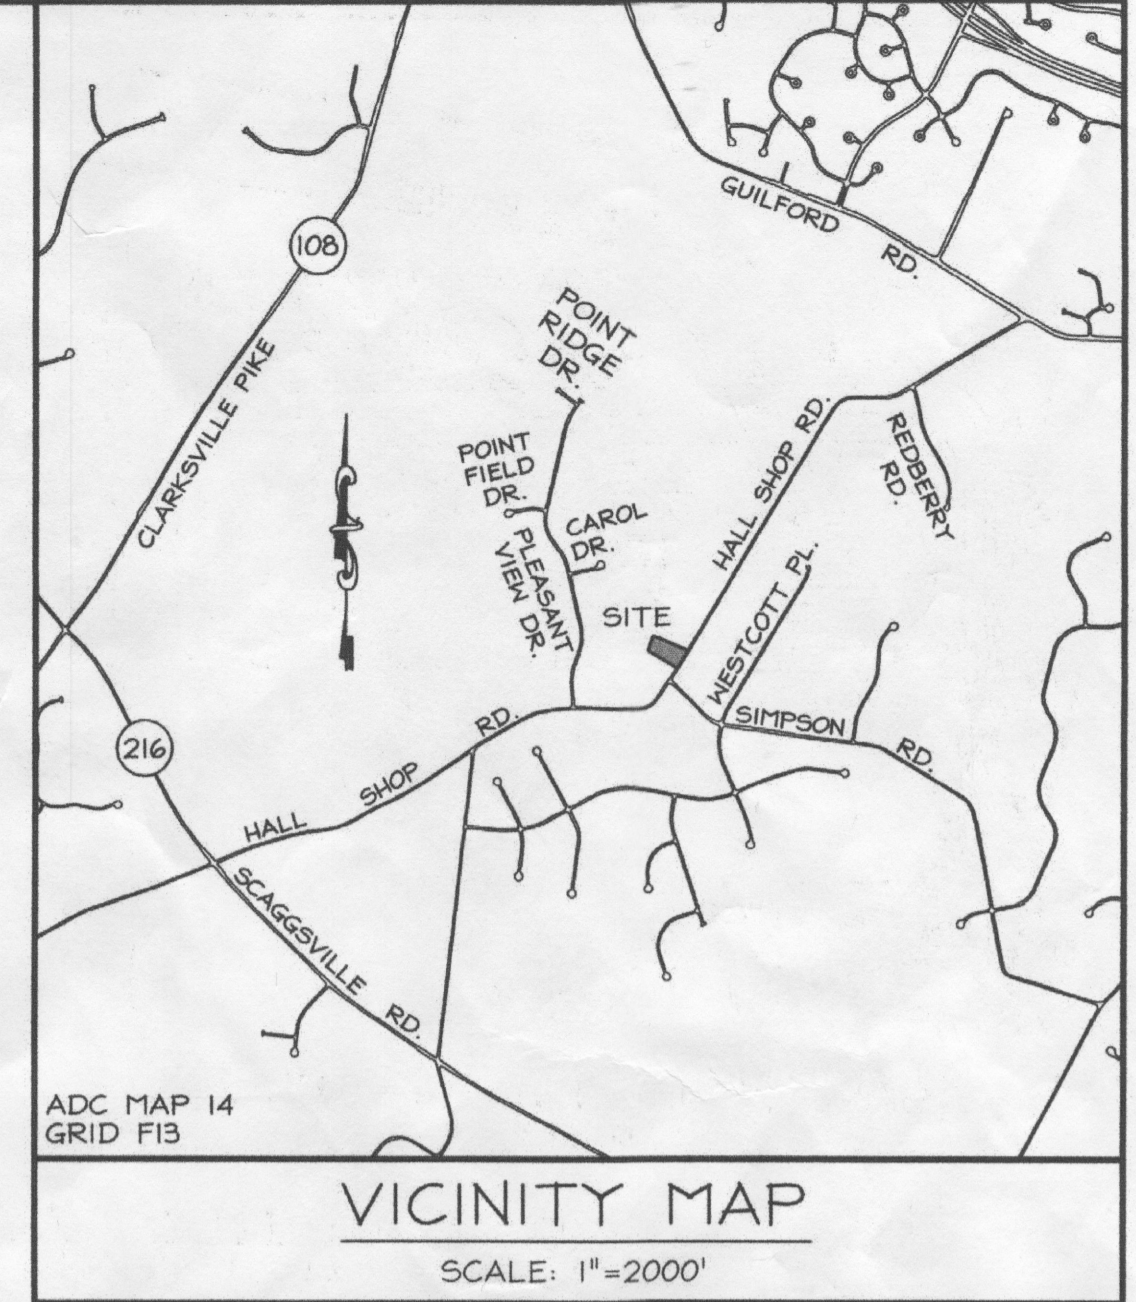 GUILFORD
RD.
108
CLARKSVILLE PIKE
POINT
RIDGE
DR.
POINT
FIELD
DR.
CAROL
DR.
PLEASANT
VIEW DR.
HALL SHOP RD.
REDBERRY
RD.
WESTCOTT PL.
SITE
SIMPSON
RD.
216
HALL
SHOP
RD.
SCAGGSVILLE
RD.
ADC MAP 14
GRID F13
VICINITY MAP
SCALE: 1"=2000'